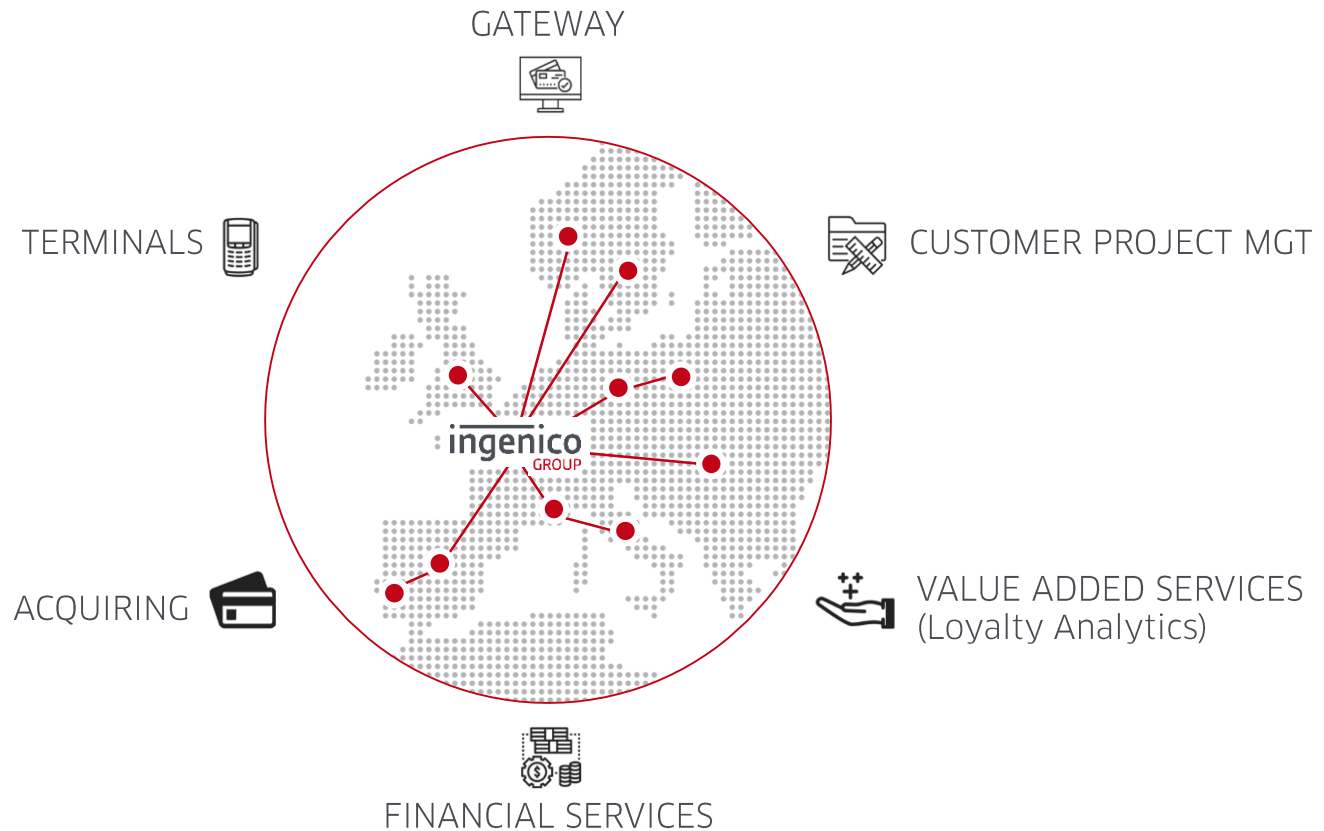 GATEWAY
TERMINALS
CUSTOMER PROJECT MGT
ingenico
GROUP
ACQUIRING
VALUE ADDED SERVICES
(Loyalty Analytics)
FINANCIAL SERVICES